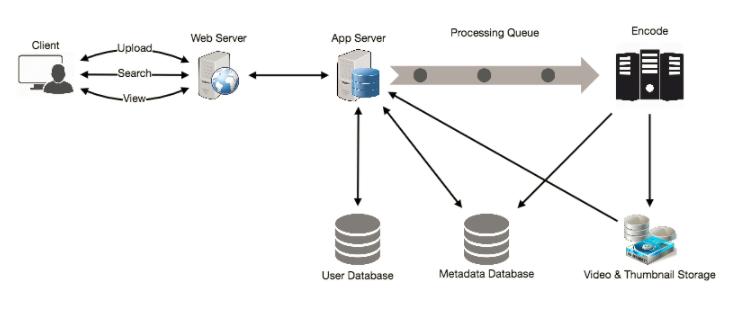 Client
Upload
Search
View
Web Server
App Server
Processing Queue
Encode
User Database
Metadata Database
Video & Thumbnail Storage